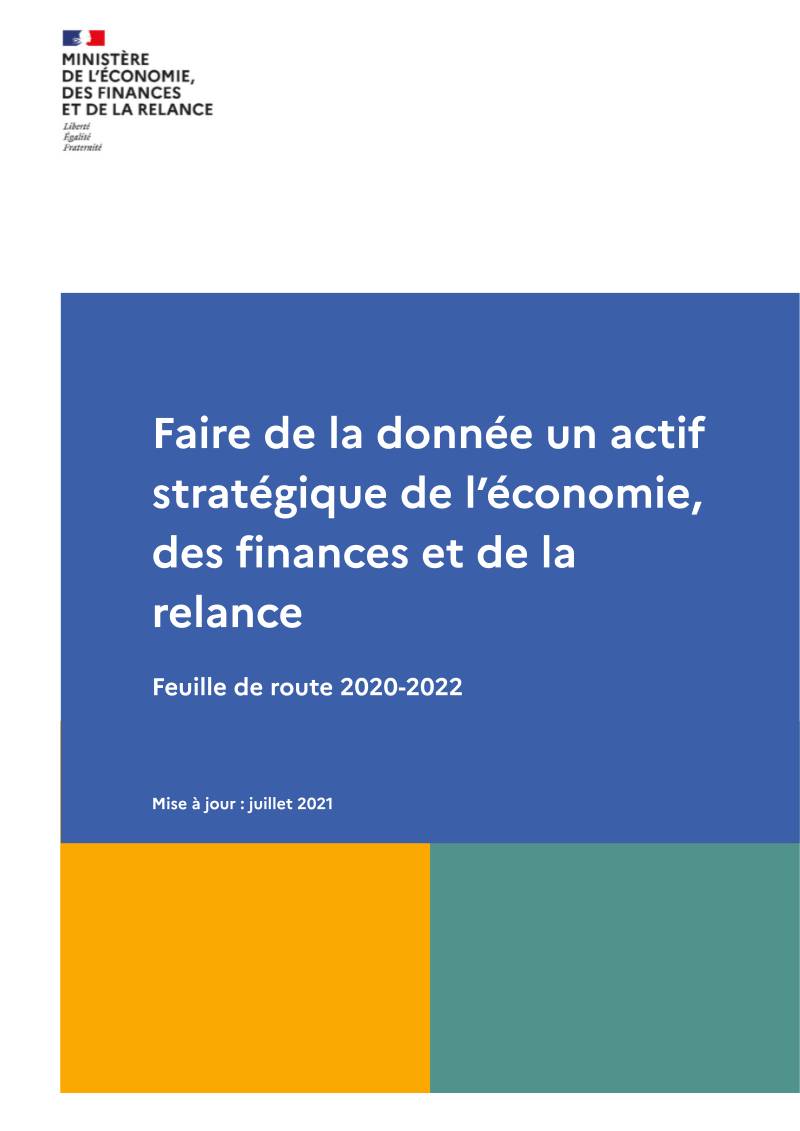 MINISTÈRE
DE L'ÉCONOMIE,
DES FINANCES
ET DE LA RELANCE
Liberté
Égalité
Fraternité
Faire de la donnée un actif
stratégique de l'économie,
des finances et de la
relance
Feuille de route 2020-2022
Mise à jour : juillet 2021